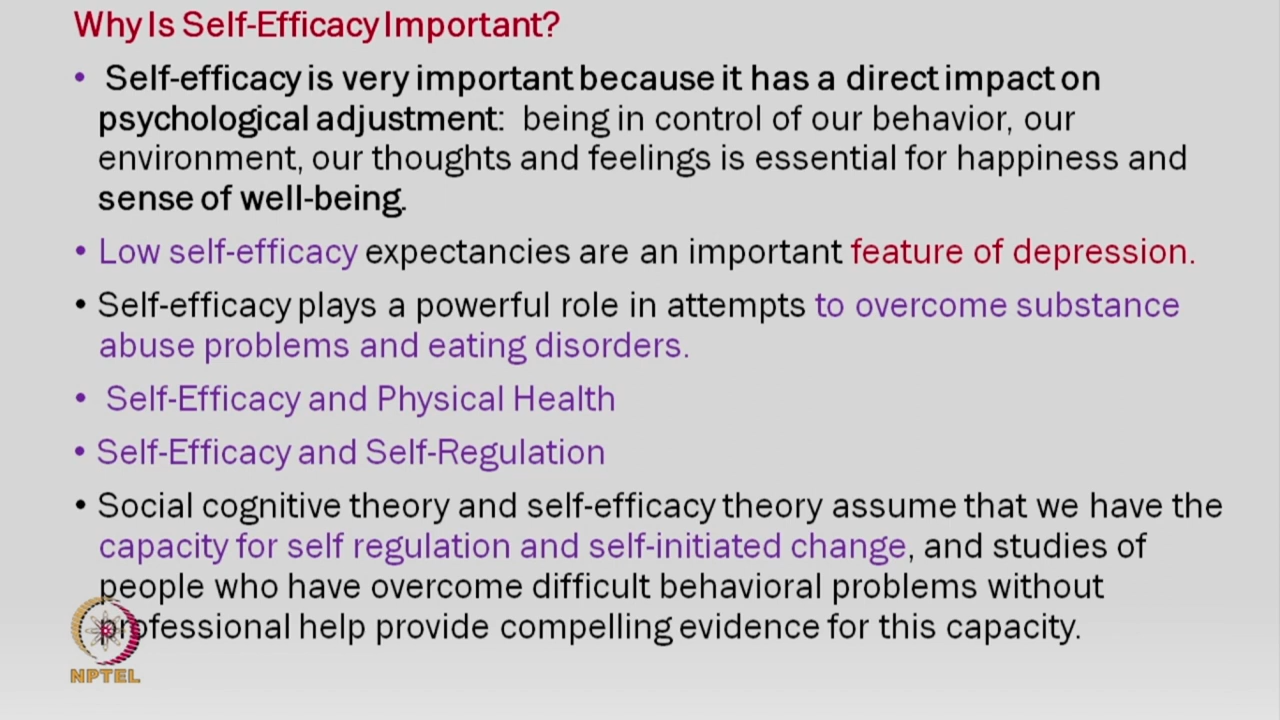 Why Is Self-Efficacy Important?
• Self-efficacy is very important because it has a direct impact on
psychological adjustment: being in control of our behavior, our
environment, our thoughts and feelings is essential for happiness and
sense of well-being.
• Low self-efficacy expectancies are an important feature of depression.
• Self-efficacy plays a powerful role in attempts to overcome substance
abuse problems and eating disorders.
• Self-Efficacy and Physical Health
• Self-Efficacy and Self-Regulation
• Social cognitive theory and self-efficacy theory assume that we have the
capacity for self regulation and self-initiated change, and studies of
people who have overcome difficult behavioral problems without
professional help provide compelling evidence for this capacity.
NPTEL